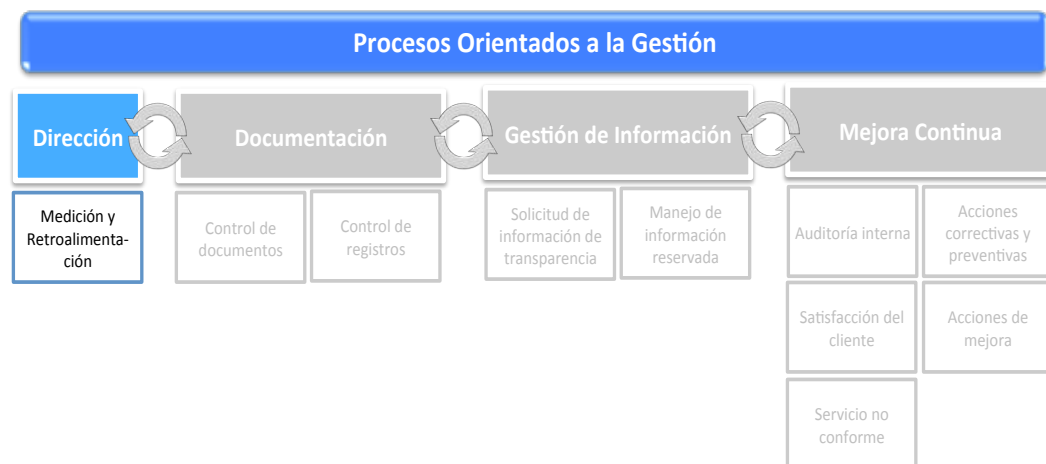 Procesos Orientados a la Gestión
Dirección
Documentación
Gestión de Información
Mejora Continua
Medición y
Retroalimenta-
ción
Control de
documentos
Control de
registros
Solicitud de
información de
transparencia
Manejo de
información
reservada
Auditoría interna
Acciones
correctivas y
preventivas
Satisfacción del
cliente
Acciones de
mejora
Servicio no
conforme